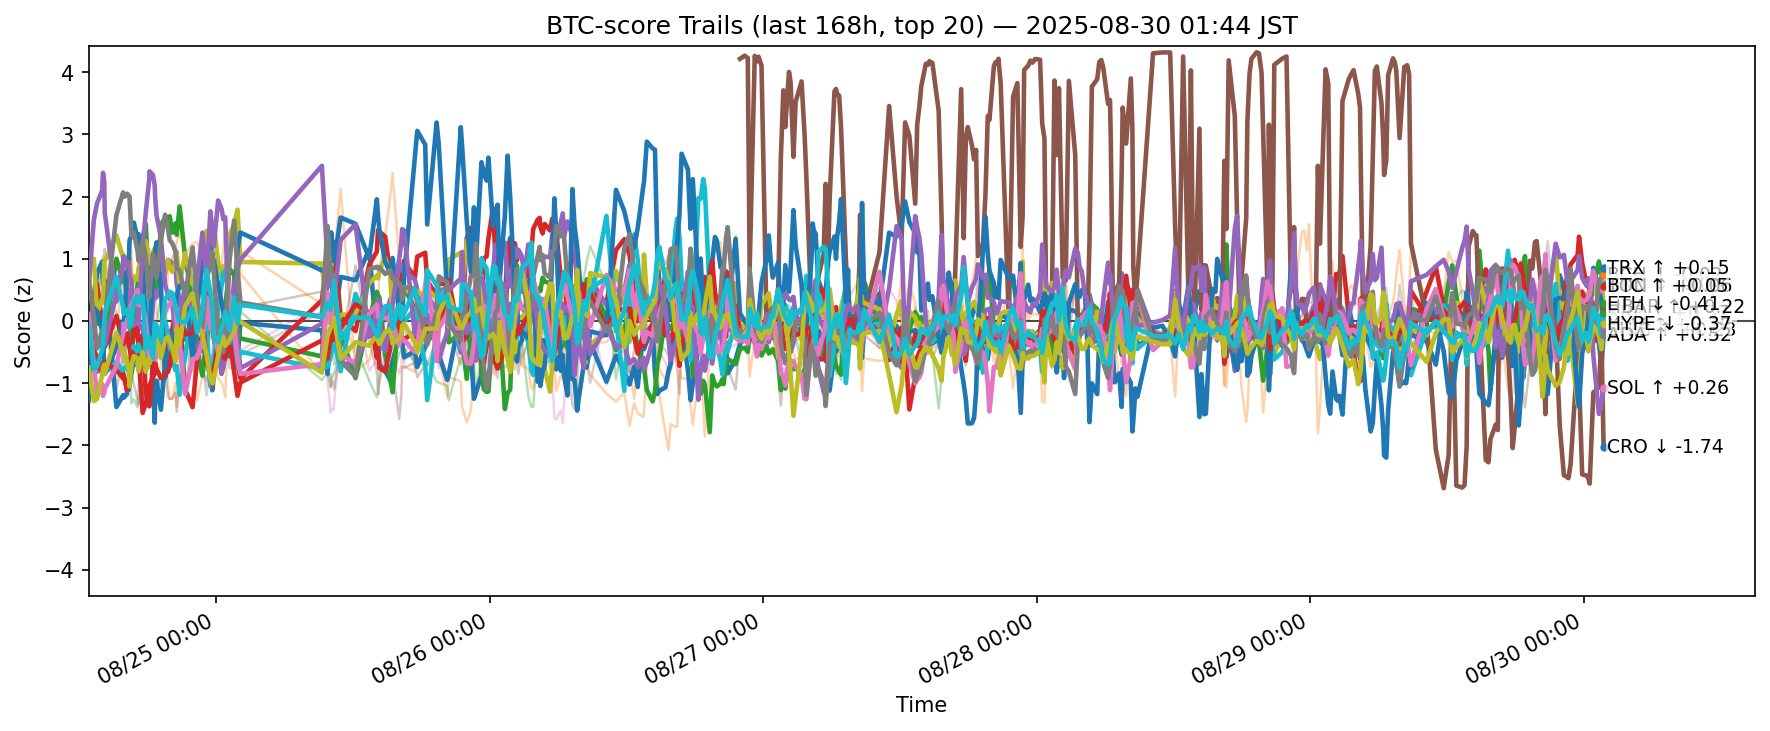 BTC-score Trails (last 168h, top 20) — 2025-08-30 01:44 JST
Score (z)
4
3
2
1
0
−1
−2
−3
−4
TRX ↑ +0.15
BTC ↑ +0.05
ETH ↓ -0.41
HYPE ↓ -0.37
ADA ↑ +0.32
SOL ↑ +0.26
CRO ↓ -1.74
08/25 00:00
08/26 00:00
08/27 00:00
08/28 00:00
08/29 00:00
08/30 00:00
Time